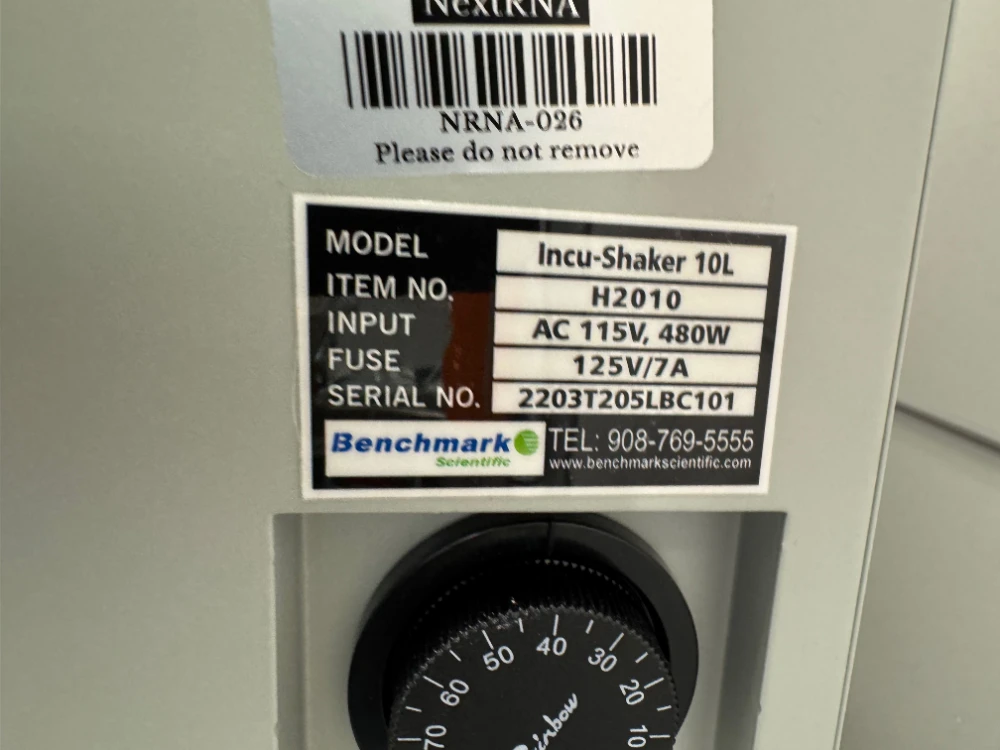 NextRNA
NRNA-026
Please do not remove
MODEL Incu-Shaker 10L
ITEM NO. H2010
INPUT AC 115V, 480W
FUSE 125V/7A
SERIAL NO. 2203T205LBC101
Benchmark Scientific
TEL: 908-769-5555
www.benchmarkscientific.com
70 60 50 40 30 20 10